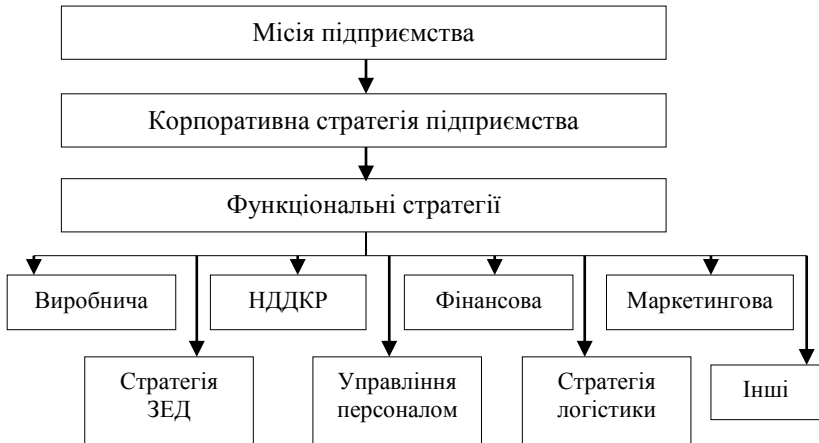 Місія підприємства
Корпоративна стратегія підприємства
Функціональні стратегії
Виробнича
НДДКР
Фінансова
Маркетингова
Стратегія
ЗЕД
Управління
персоналом
Стратегія
логістики
Інші